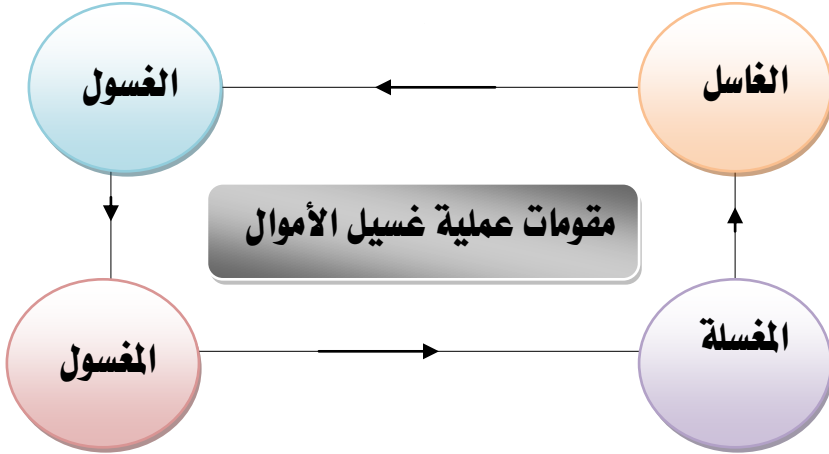 الغاسل
الغسول
مقومات عملية غسيل الأموال
المغسلة
المغسول